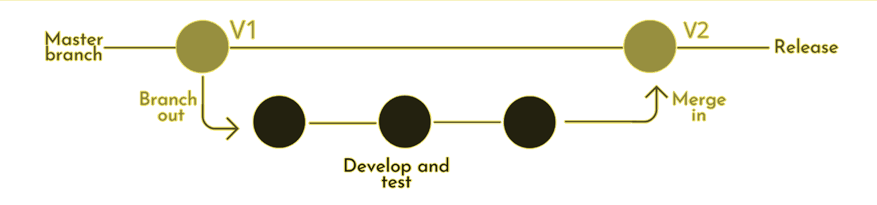 V1
V2
Master
branch
Release
Branch
out
Merge
in
Develop and
test